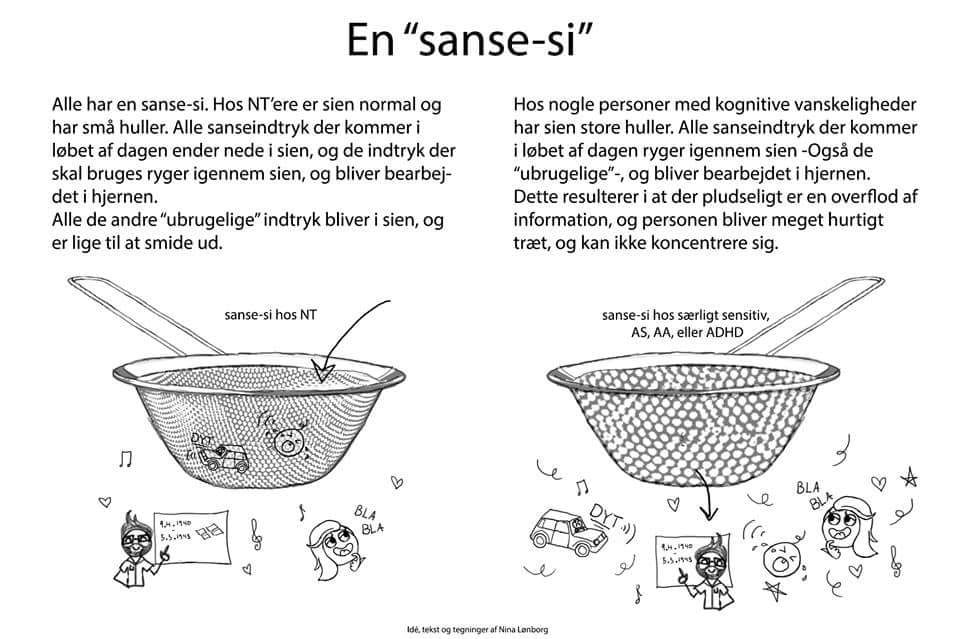 En “sanse-si”
Alle har en sanse-si. Hos NT’ere er sien normal og
har små huller. Alle sanseindtryk der kommer i
løbet af dagen ender nede i sien, og de indtryk der
skal bruges ryger igennem sien, og bliver bearbej-
det i hjernen.
Alle de andre “ubrugelige” indtryk bliver i sien, og
er lige til at smide ud.
Hos nogle personer med kognitive vanskeligheder
har sien store huller. Alle sanseindtryk der kommer
i løbet af dagen ryger igennem sien -Også de
“ubrugelige”-, og bliver bearbejdet i hjernen.
Dette resulterer i at der pludseligt er en overflod af
information, og personen bliver meget hurtigt
træt, og kan ikke koncentrere sig.
sanse-si hos NT
DYT
9.4.1940
5.5.1945
BLA
BLA
sanse-si hos særligt sensitiv,
AS, AA, eller ADHD
DYT
9.4.1940
5.5.1945
BLA
BLA
Idé, tekst og tegninger af Nina Lønborg